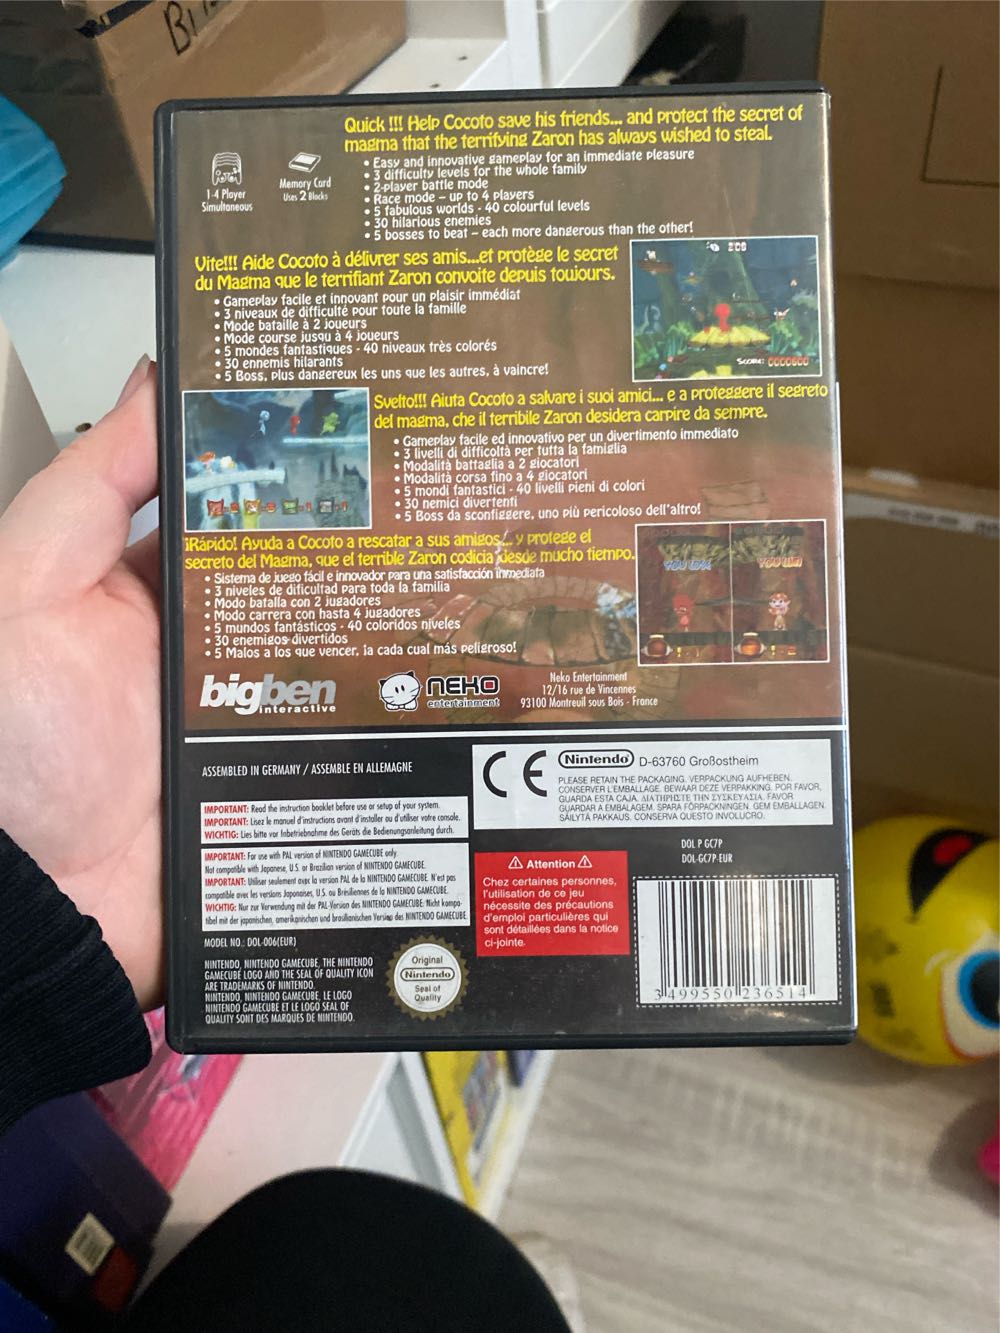 Quick !!! Help Cocoto save his friends... and protect the secret of
magma that the terrifying Zaron has always wished to steal.
• Easy and innovative gameplay for an immediate pleasure
• 3 difficulty levels for the whole family
• 2-player battle mode
• Race mode – up to 4 players
• 5 fabulous worlds - 40 colourful levels
• 30 hilarious enemies
• 5 bosses to beat – each more dangerous than the other!
1-4 Player
Simultaneous
Memory Card
Uses 2 Blocks
Vite!!! Aide Cocoto à délivrer ses amis...et protège le secret
du Magma que le terrifiant Zaron convoite depuis toujours.
• Gameplay facile et innovant pour un plaisir immédiat
• 3 niveaux de difficulté pour toute la famille
• Mode bataille à 2 joueurs
• Mode course jusqu à 4 joueurs
• 5 mondes fantastiques - 40 niveaux très colorés
• 30 ennemis hilarants
• 5 Boss, plus dangereux les uns que les autres, à vaincre!
2'08
SCORE: 0000600
Svelto!!! Aiuta Cocoto a salvare i suoi amici... e a proteggere il segreto
del magma, che il terribile Zaron desidera carpire da sempre.
• Gameplay facile ed innovativo per un divertimento immediato
• 3 livelli di difficoltà per tutta la famiglia
• Modalità battaglia a 2 giocatori
• Modalità corsa fino a 4 giocatori
• 5 mondi fantastici - 40 livelli pieni di colori
• 30 nemici divertenti
• 5 Boss da sconfiggere, uno più pericoloso dell'altro!
¡Rápido! Ayuda a Cocoto a rescatar a sus amigos... y protege el
secreto del Magma, que el terrible Zaron codicia desde mucho tiempo.
• Sistema de juego fácil e innovador para una satisfacción inmediata
• 3 niveles de dificultad para toda la familia
• Modo batalla con 2 jugadores
• Modo carrera con hasta 4 jugadores
• 5 mundos fantásticos - 40 coloridos niveles
• 30 enemigos divertidos
• 5 Malos a los que vencer, ¡a cada cual más peligroso!
YOU WIN
bigben
interactive
NEKO
entertainment
Neko Entertainment
12/16 rue de Vincennes
93100 Montreuil sous Bois - France
ASSEMBLED IN GERMANY / ASSEMBLE EN ALLEMAGNE
CE
Nintendo D-63760 Großostheim
PLEASE RETAIN THE PACKAGING. VERPACKUNG AUFHEBEN.
CONSERVER L'EMBALLAGE. BEWAAR DEZE VERPAKKING. POR FAVOR,
GUARDA ESTA CAJA. ΔΙΑΤΗΡΗΣΤΕ ΤΗΝ ΣΥΣΚΕΥΑΣΙΑ. FAVOR
GUARDAR A EMBALAGEM. SPARA FÖRPACKNINGEN. GEM EMBALLAGEN.
SÄILYTÄ PAKKAUS. CONSERVA QUESTO INVOLUCRO.
IMPORTANT: Read the instruction booklet before use or setup of your system.
IMPORTANT: Lisez le manuel d'instructions avant d'installer ou d'utiliser votre console.
WICHTIG: Lies bitte vor Inbetriebnahme des Geräts die Bedienungsanleitung durch.
IMPORTANT: For use with PAL version of NINTENDO GAMECUBE only.
Not compatible with Japanese, U.S. or Brazilian version of NINTENDO GAMECUBE.
IMPORTANT: Utiliser seulement avec la version PAL de la NINTENDO GAMECUBE. N'est pas
compatible avec les versions Japonaises, U.S. ou Brésiliennes de la NINTENDO GAMECUBE.
WICHTIG: Nur zur Verwendung mit der PAL-Version des NINTENDO GAMECUBE. Nicht kompa-
tibel mit der japanischen, amerikanischen und brasilianischen Version des NINTENDO GAMECUBE
MODEL NO.: DOL-006(EUR)
NINTENDO, NINTENDO GAMECUBE, THE NINTENDO
GAMECUBE LOGO AND THE SEAL OF QUALITY ICON
ARE TRADEMARKS OF NINTENDO.
NINTENDO, NINTENDO GAMECUBE, LE LOGO
NINTENDO GAMECUBE ET LE LOGO SEAL OF
QUALITY SONT DES MARQUES DE NINTENDO.
Original
Nintendo
Seal of
Quality
Attention
Chez certaines personnes,
l'utilisation de ce jeu
nécessite des précautions
d'emploi particulières qui
sont détaillées dans la notice
ci-jointe.
DOL P GC7P
DOL-GC7P-EUR
3 499550 236514